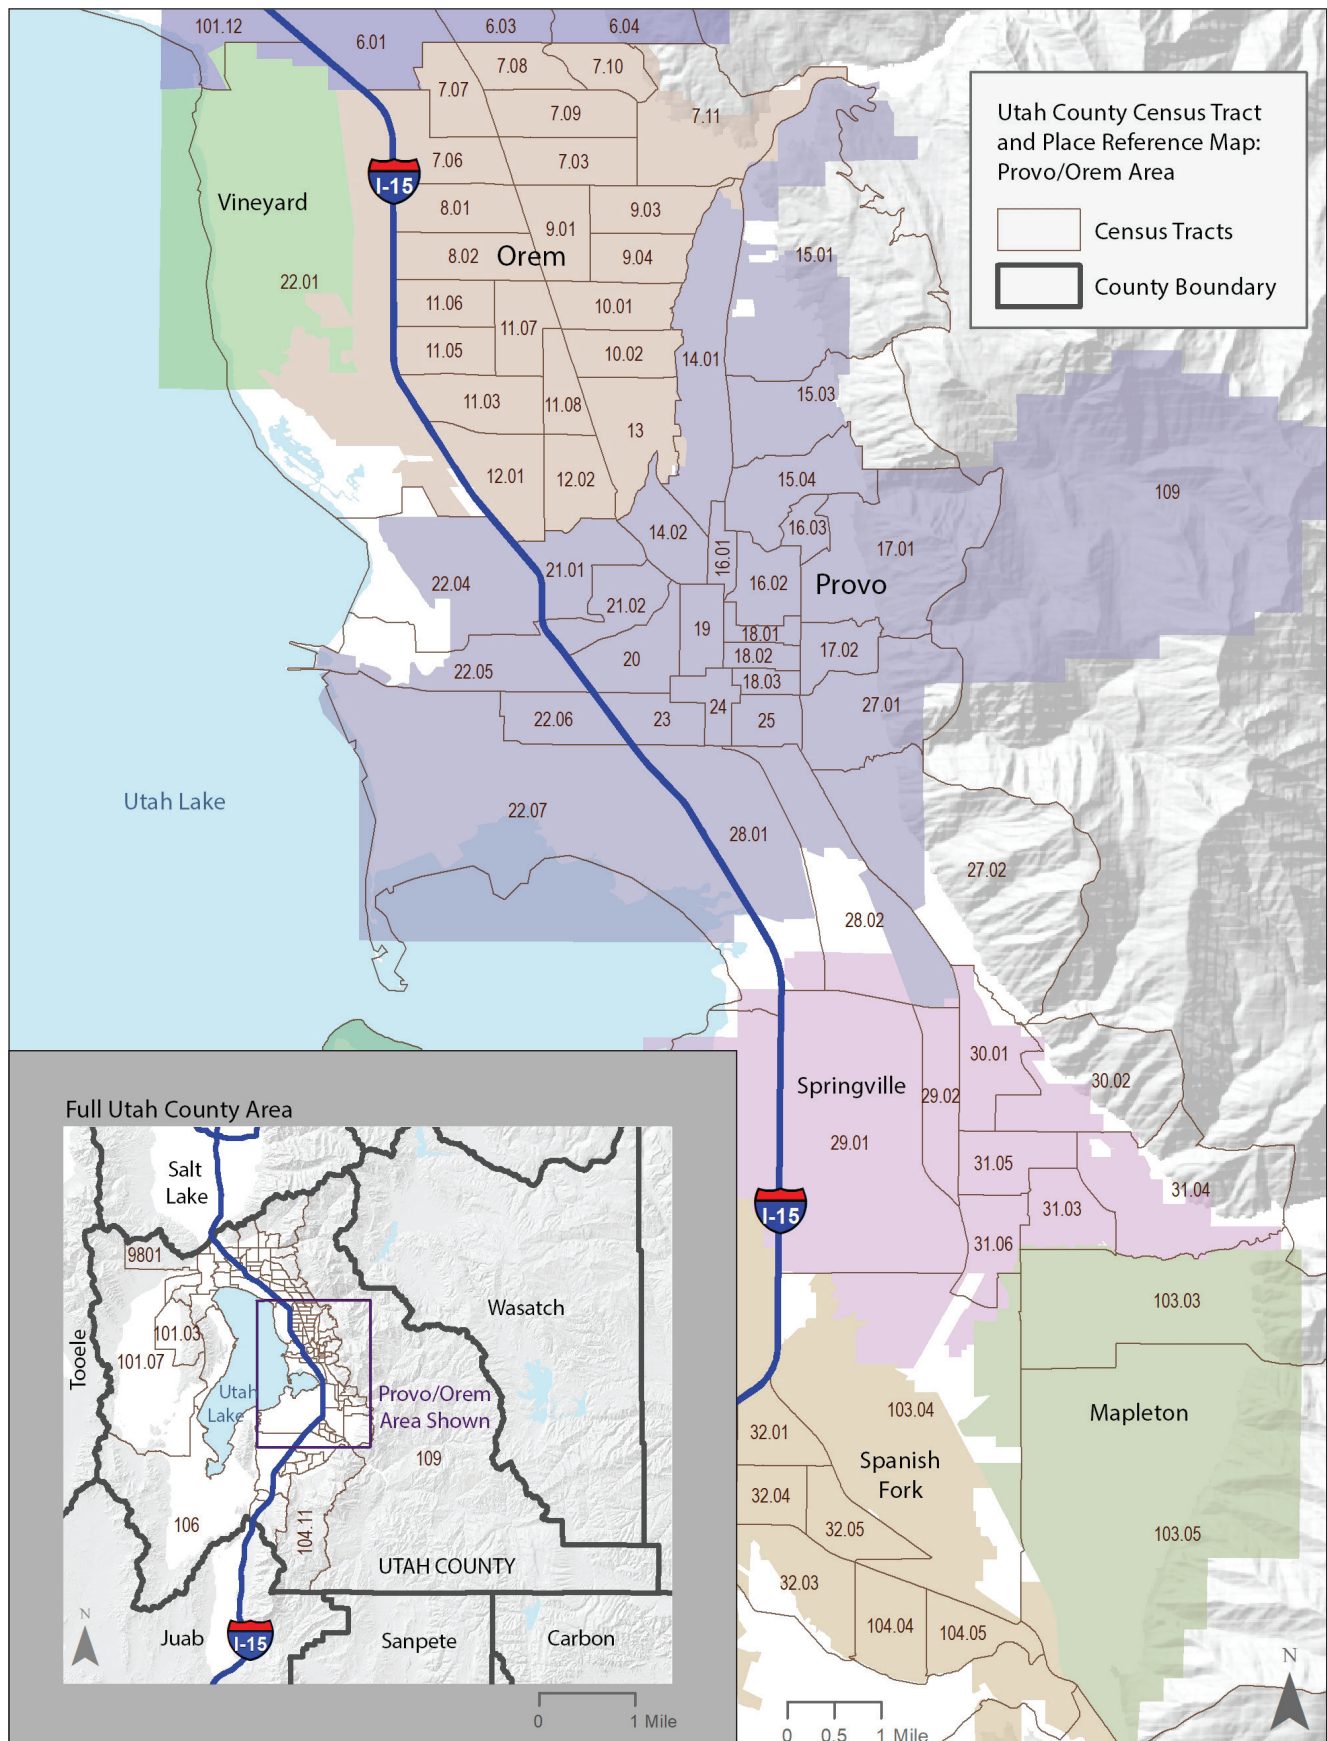 101.12
6.01
6.03
6.04
7.08
7.10
7.07
7.09
7.11
7.06
7.03
I-15
Vineyard
8.01
9.01
9.03
8.02
Orem
9.04
15.01
22.01
11.06
11.07
10.01
11.05
10.02
14.01
15.03
11.03
11.08
13
12.01
12.02
15.04
109
14.02
16.01
16.03
17.01
22.04
21.01
21.02
16.02
Provo
19
18.01
18.02
17.02
20
22.05
18.03
24
27.01
22.06
23
25
Utah Lake
22.07
28.01
27.02
28.02
30.01
30.02
Springville
29.02
29.01
31.05
31.04
31.03
I-15
31.06
103.03
103.04
Mapleton
32.01
Spanish
Fork
32.04
32.05
103.05
32.03
104.04
104.05
Utah County Census Tract
and Place Reference Map:
Provo/Orem Area
Census Tracts
County Boundary
Full Utah County Area
Salt
Lake
9801
Wasatch
Tooele
101.03
101.07
Utah
Lake
Provo/Orem
Area Shown
109
106
104.11
UTAH COUNTY
N
Juab
I-15
Sanpete
Carbon
0 1 Mile
0 0.5 1 Mile
N